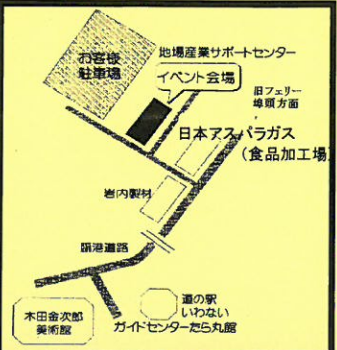 お客様
駐車場
地場産業サポートセンター
イベント会場
旧フェリー
埠頭方面
日本アスパラガス
（食品加工場）
岩内製材
臨港道路
木田金次郎
美術館
道の駅
いわない
ガイドセンターたら丸館